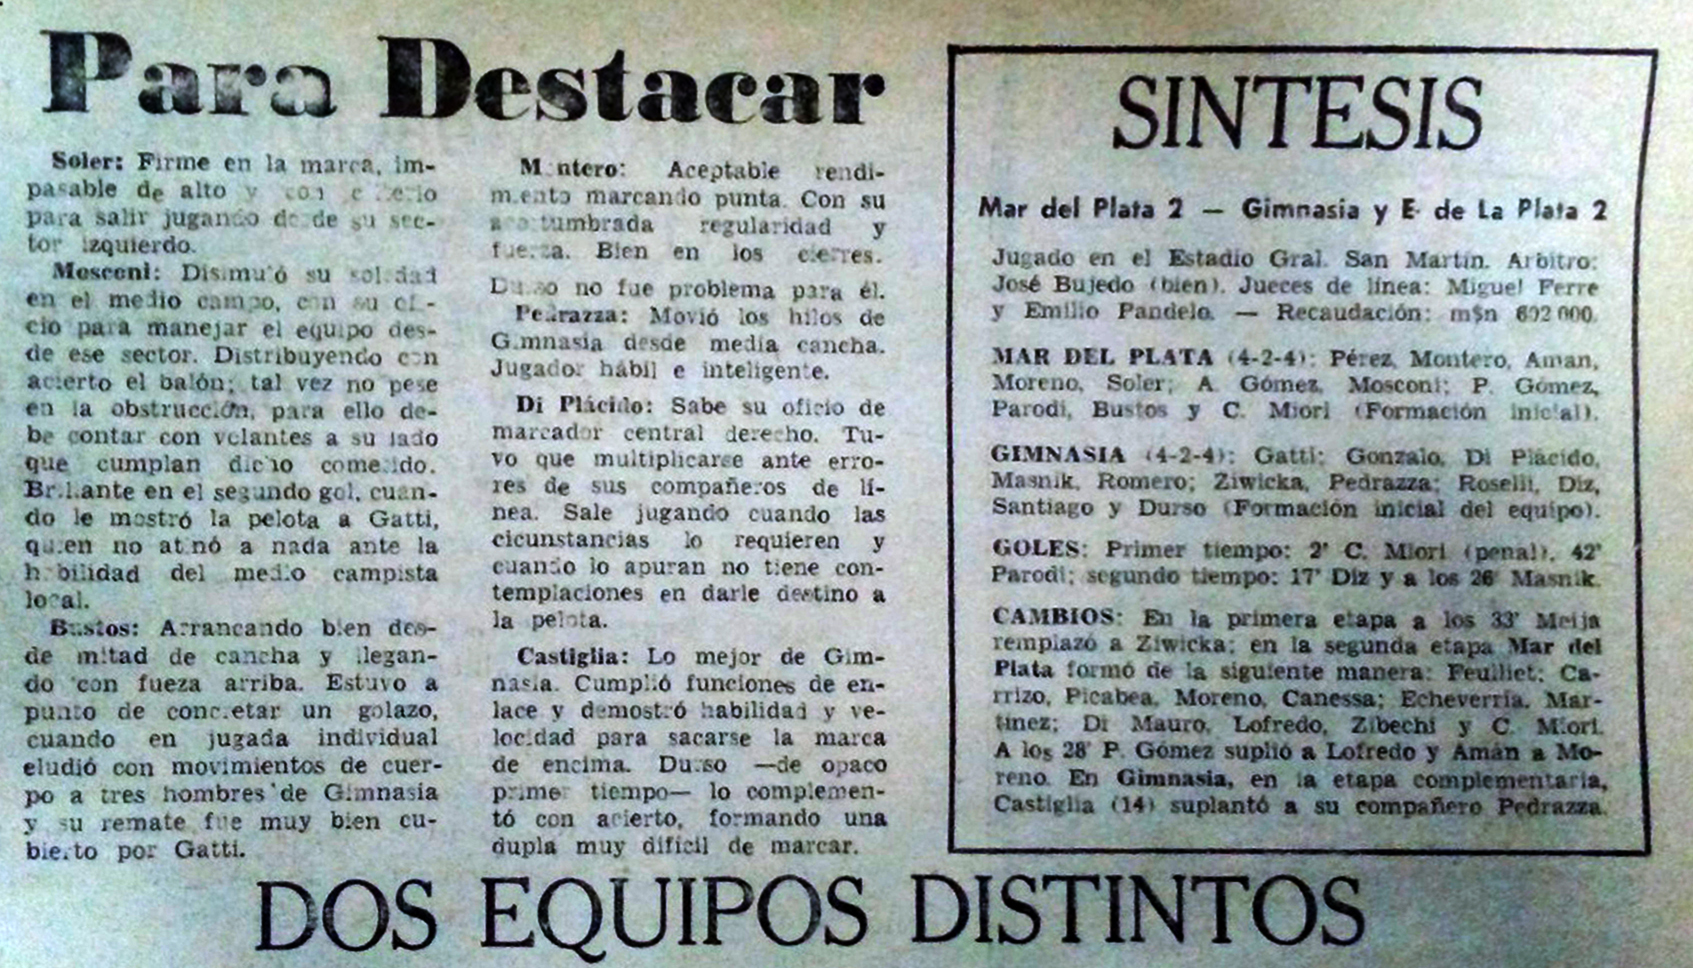 Para Destacar
Soler: Firme en la marca, im-
pasable de alto y con
para salir jugando desde su sec-
tor izquierdo.
Mosconi: Disimuló su soledad
en el medio campo, con su ofi-
cio para manejar el equipo des-
de ese sector. Distribuyendo con
acierto el balón; tal vez no pese
en la obstrucción, para ello de-
be contar con volantes a su lado
que cumplan dicho cometido.
Brillante en el segundo gol, cuan-
do le mostró la pelota a Gatti,
quien no atinó a nada ante la
habilidad del medio campista
local.
Bustos: Arrancando bien des-
de mitad de cancha y llegan-
do con fueza arriba. Estuvo a
punto de concretar un golazo,
cuando en jugada individual
eludió con movimientos de cuer-
po a tres hombres de Gimnasia
y su remate fue muy bien cu-
bierto por Gatti.
Montero: Aceptable rendi-
miento marcando punta. Con su
acostumbrada regularidad y
fuerza. Bien en los cierres.
Durso no fue problema para él.
Pedrazza: Movió los hilos de
Gimnasia desde media cancha.
Jugador hábil e inteligente.
Di Plácido: Sabe su oficio de
marcador central derecho. Tu-
vo que multiplicarse ante erro-
res de sus compañeros de lí-
nea. Sale jugando cuando las
cicunstancias lo requieren y
cuando lo apuran no tiene con-
templaciones en darle destino a
la pelota.
Castiglia: Lo mejor de Gim-
nasia. Cumplió funciones de en-
lace y demostró habilidad y ve-
locidad para sacarse la marca
de encima. Durso —de opaco
primer tiempo— lo complemen-
tó con acierto, formando una
dupla muy dificil de marcar.
SINTESIS
Mar del Plata 2 — Gimnasia y E. de La Plata 2
Jugado en el Estadio Gral. San Martín. Arbitro:
José Bujedo (bien). Jueces de línea: Miguel Ferre
y Emilio Pandelo. — Recaudación: m$n 602.000.
MAR DEL PLATA (4-2-4): Pérez, Montero, Aman,
Moreno, Soler; A. Gómez, Mosconi; P. Gómez,
Parodi, Bustos y C. Miori (Formación inicial).
GIMNASIA (4-2-4): Gatti; Gonzalo, Di Plácido,
Masnik, Romero; Ziwicka, Pedrazza; Roselli, Diz,
Santiago y Durso (Formación inicial del equipo).
GOLES: Primer tiempo: 2' C. Miori (penal), 42'
Parodi; segundo tiempo: 17' Diz y a los 26' Masnik.
CAMBIOS: En la primera etapa a los 33' Meija
remplazó a Ziwicka; en la segunda etapa Mar del
Plata formó de la siguiente manera: Feuillet; Ca-
rrizo, Picabea, Moreno, Canessa; Echeverría, Mar-
tínez; Di Mauro, Lofredo, Zibechi y C. Miori.
A los 28' P. Gómez suplió a Lofredo y Amán a Mo-
reno. En Gimnasia, en la etapa complementaria,
Castiglia (14) suplantó a su compañero Pedrazza.
DOS EQUIPOS DISTINTOS